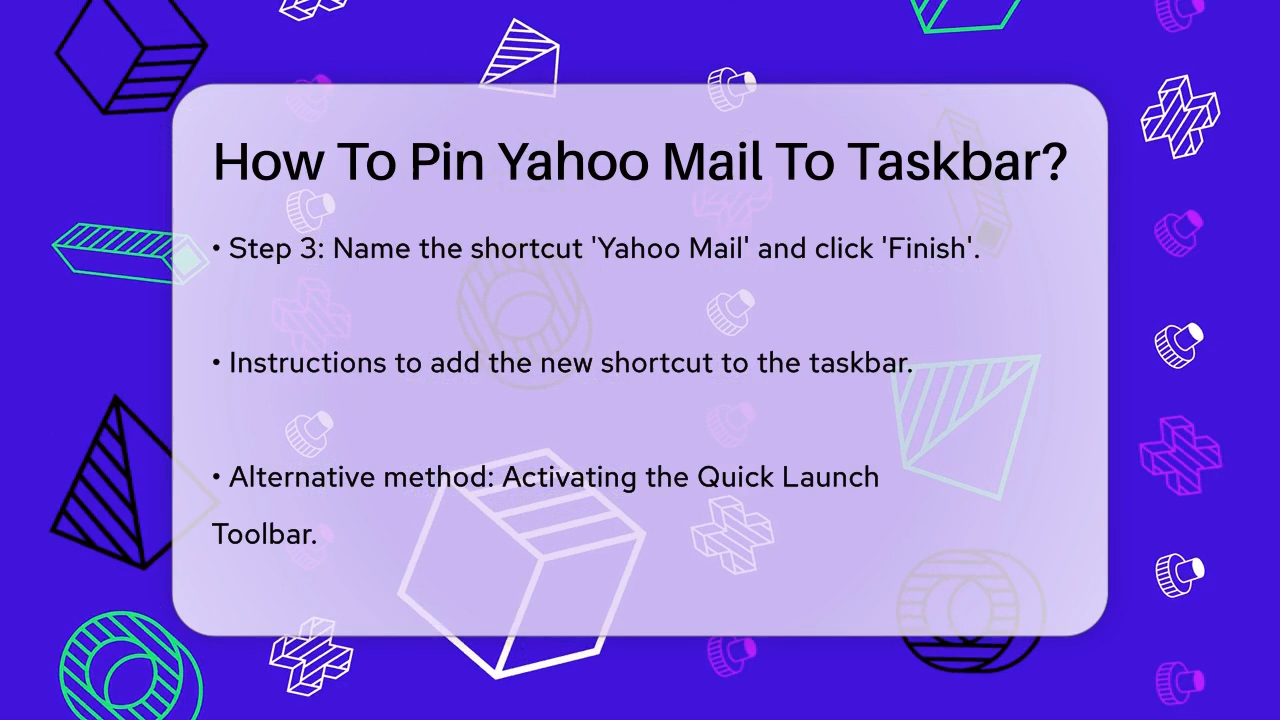 How To Pin Yahoo Mail To Taskbar?
• Step 3: Name the shortcut 'Yahoo Mail' and click 'Finish'.
• Instructions to add the new shortcut to the taskbar.
• Alternative method: Activating the Quick Launch
Toolbar.